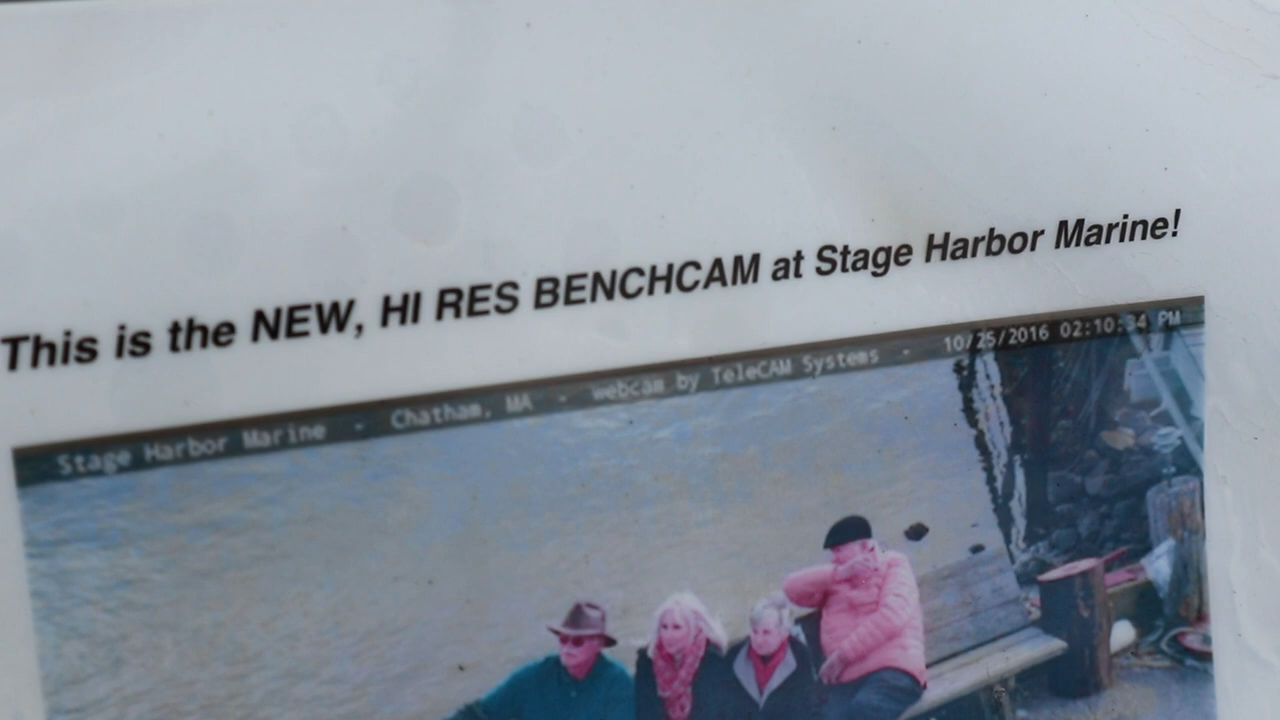 This is the NEW, HI RES BENCHCAM at Stage Harbor Marine!
Stage Harbor Marine - Chatham, MA - webcam by TeleCAM Systems - 10/25/2016 02:10:34 PM